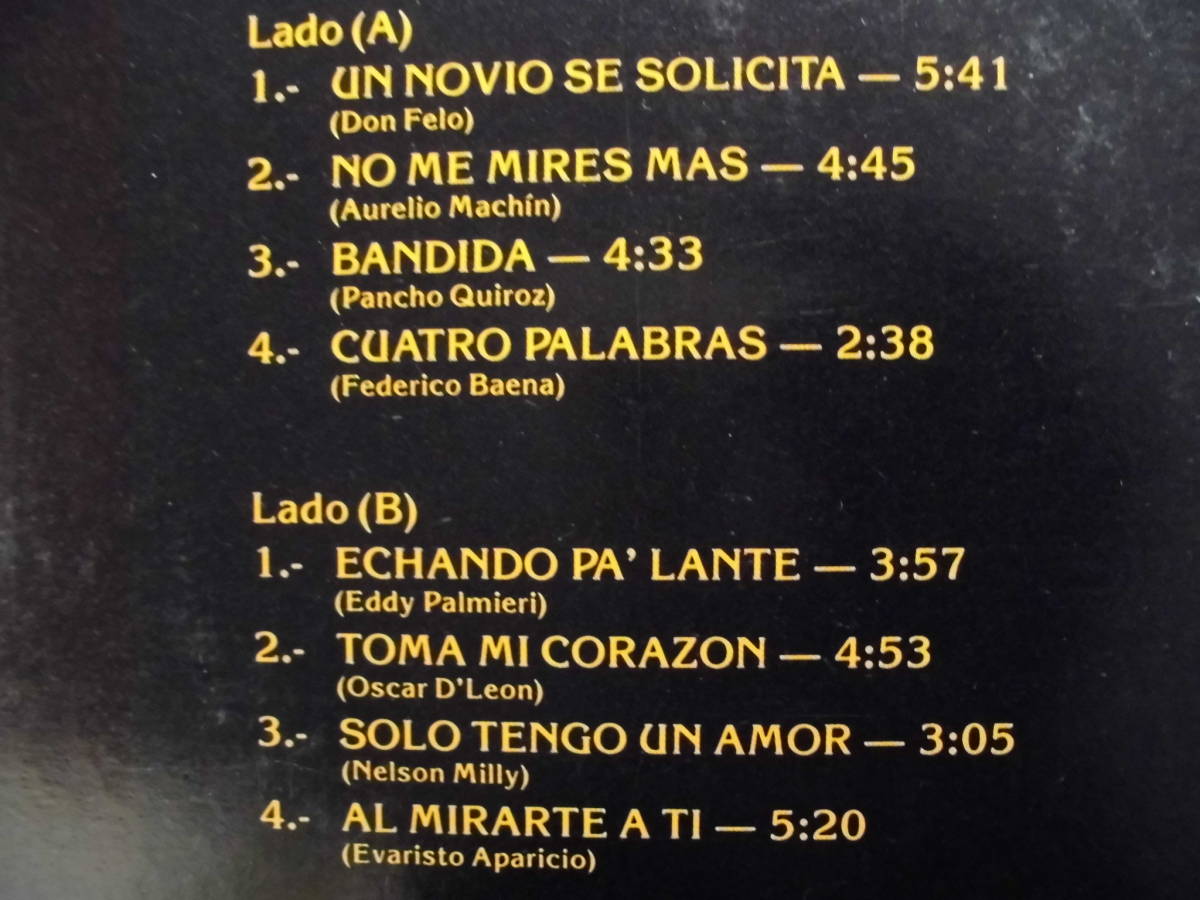 Lado (A)
1.- UN NOVIO SE SOLICITA — 5:41
(Don Felo)
2.- NO ME MIRES MAS — 4:45
(Aurelio Machín)
3.- BANDIDA — 4:33
(Pancho Quiroz)
4.- CUATRO PALABRAS — 2:38
(Federico Baena)
Lado (B)
1.- ECHANDO PA' LANTE — 3:57
(Eddy Palmieri)
2.- TOMA MI CORAZON — 4:53
(Oscar D'Leon)
3.- SOLO TENGO UN AMOR — 3:05
(Nelson Milly)
4.- AL MIRARTE A TI — 5:20
(Evaristo Aparicio)